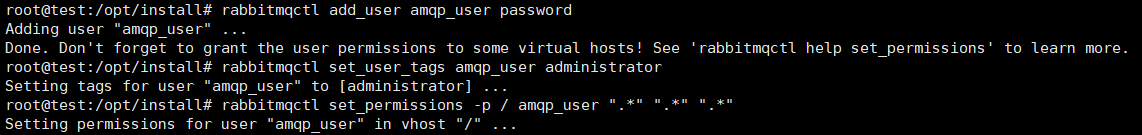 root@test:/opt/install# rabbitmqctl add_user amqp_user password
Adding user "amqp_user" ...
Done. Don't forget to grant the user permissions to some virtual hosts! See 'rabbitmqctl help set_permissions' to learn more.
root@test:/opt/install# rabbitmqctl set_user_tags amqp_user administrator
Setting tags for user "amqp_user" to [administrator] ...
root@test:/opt/install# rabbitmqctl set_permissions -p / amqp_user ".*" ".*" ".*"
Setting permissions for user "amqp_user" in vhost "/" ...